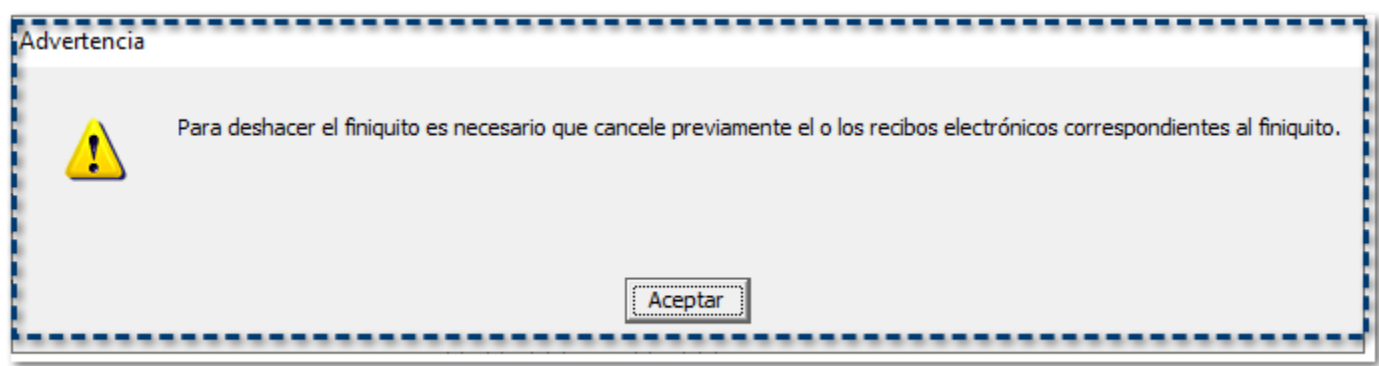 Advertencia
Para deshacer el finiquito es necesario que cancele previamente el o los recibos electrónicos correspondientes al finiquito.
Aceptar